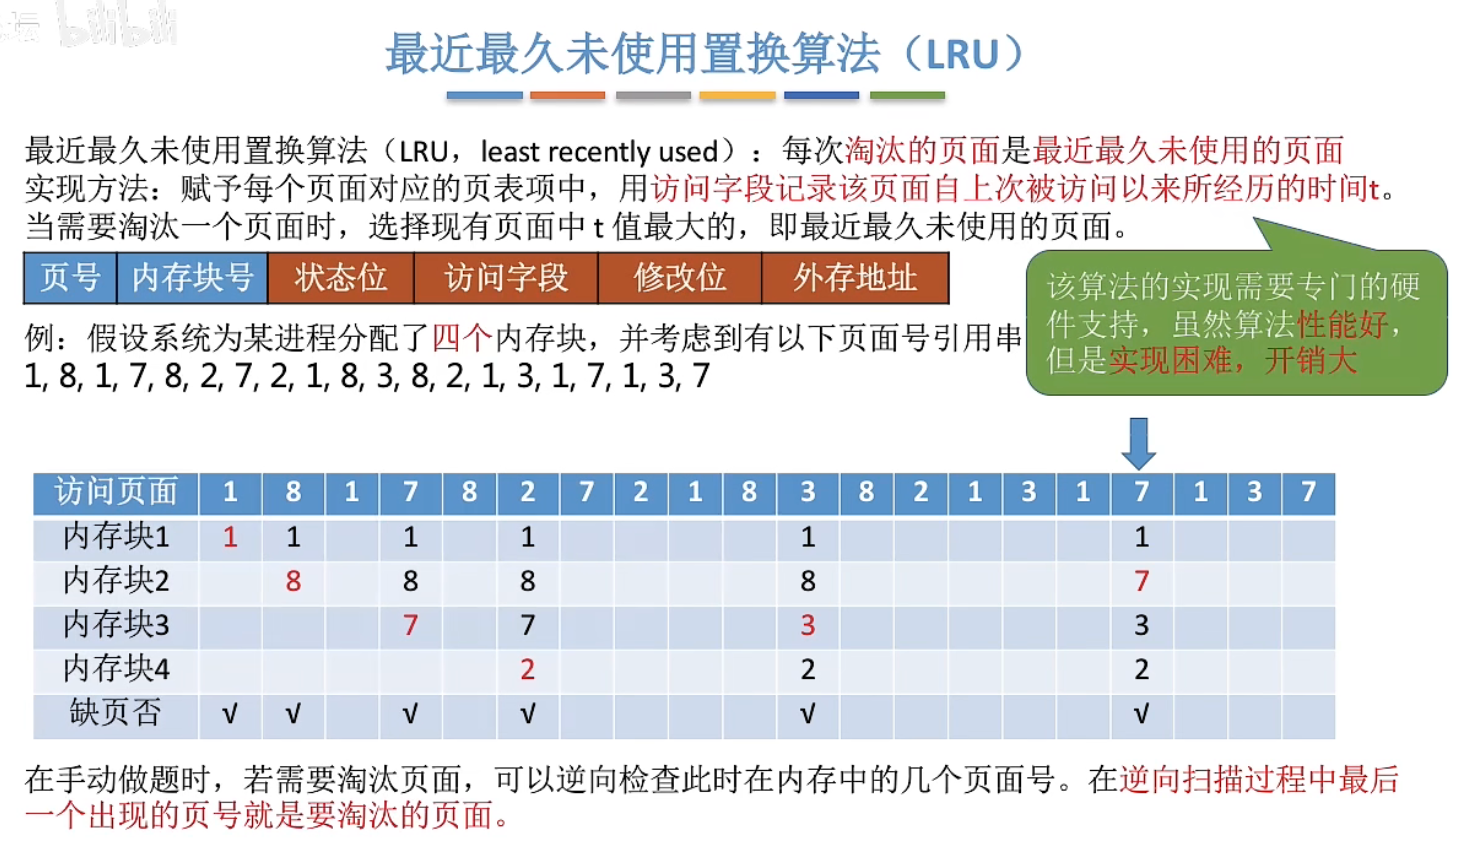 坛 bilibili
最近最久未使用置换算法（LRU）
最近最久未使用置换算法（LRU，least recently used）：每次淘汰的页面是最近最久未使用的页面
实现方法：赋予每个页面对应的页表项中，用访问字段记录该页面自上次被访问以来所经历的时间t。
当需要淘汰一个页面时，选择现有页面中 t 值最大的，即最近最久未使用的页面。
页号 内存块号 状态位 访问字段 修改位 外存地址
该算法的实现需要专门的硬
件支持，虽然算法性能好，
但是实现困难，开销大
例：假设系统为某进程分配了四个内存块，并考虑到有以下页面号引用串
1, 8, 1, 7, 8, 2, 7, 2, 1, 8, 3, 8, 2, 1, 3, 1, 7, 1, 3, 7
访问页面 1 8 1 7 8 2 7 2 1 8 3 8 2 1 3 1 7 1 3 7
内存块1 1 1 1 1 1 1
内存块2 8 8 8 8 7
内存块3 7 7 3 3
内存块4 2 2 2
缺页否 √ √ √ √ √ √
在手动做题时，若需要淘汰页面，可以逆向检查此时在内存中的几个页面号。在逆向扫描过程中最后
一个出现的页号就是要淘汰的页面。